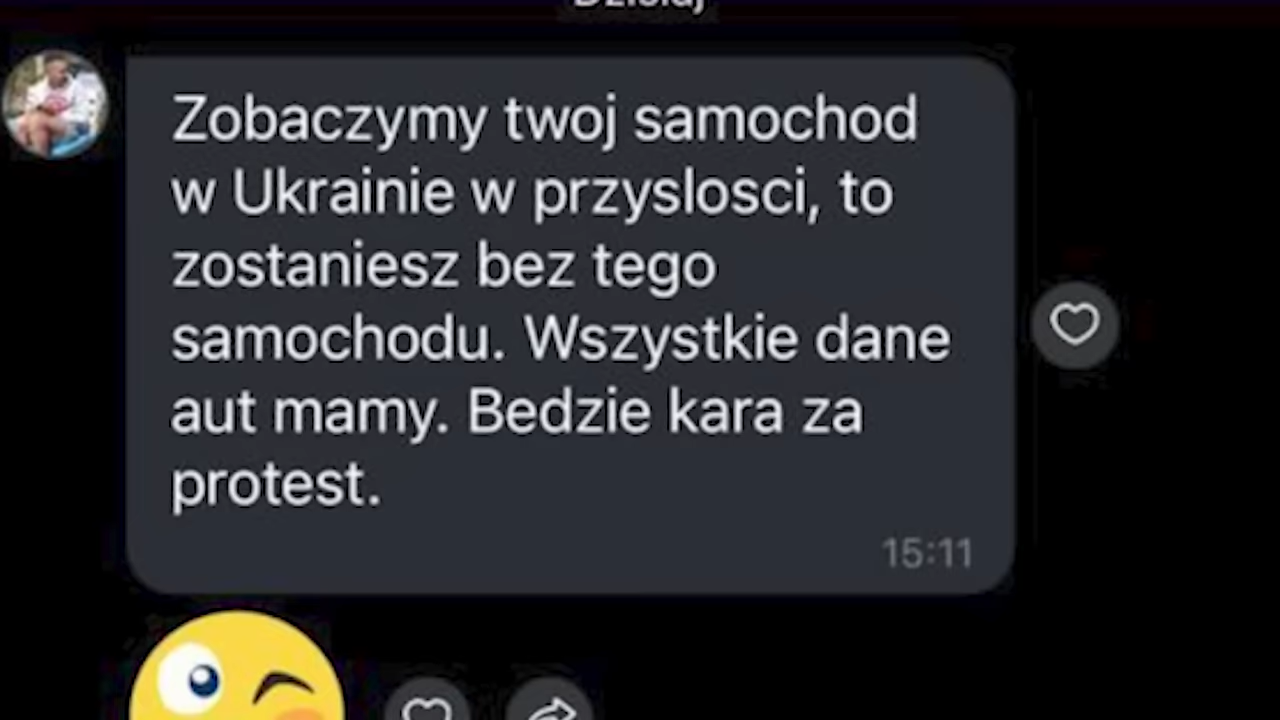 Dzisiaj
Zobaczymy twoj samochod
w Ukrainie w przyslosci, to
zostaniesz bez tego
samochodu. Wszystkie dane
aut mamy. Bedzie kara za
protest.
15:11